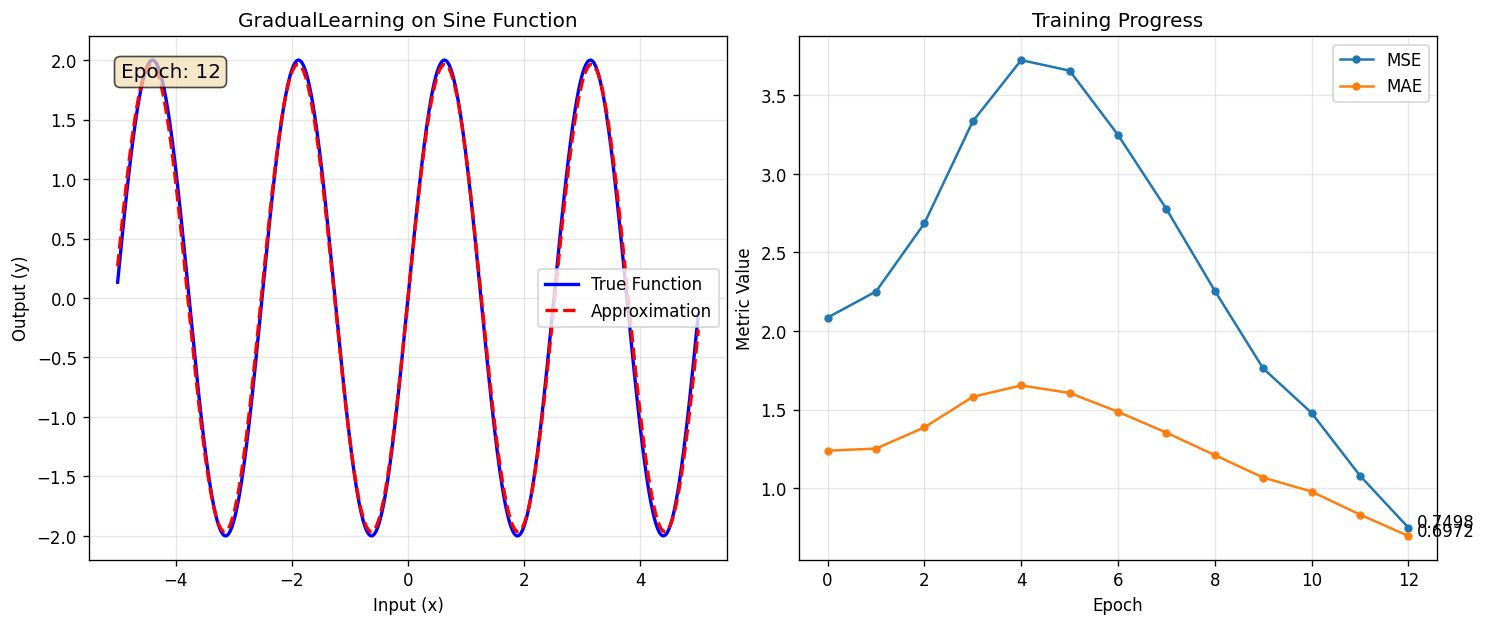 GradualLearning on Sine Function
Epoch: 12
2.0
1.5
1.0
0.5
0.0
−0.5
−1.0
−1.5
−2.0
Output (y)
True Function
Approximation
−4
−2
0
2
4
Input (x)
Training Progress
MSE
MAE
3.5
3.0
2.5
2.0
1.5
1.0
Metric Value
0.7498
0.6972
0
2
4
6
8
10
12
Epoch